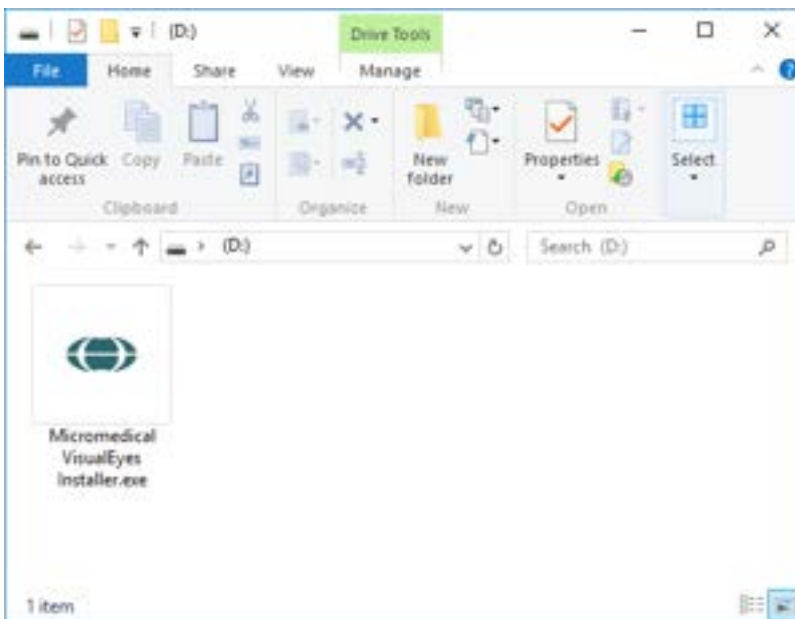 (D:)
Drive Tools
File Home Share View Manage
Pin to Quick access
Copy
Paste
New folder
Properties
Select
Clipboard
Organize
New
Open
(D:)
Search (D:)
Micromedical
VisualEyes
Installer.exe
1 item